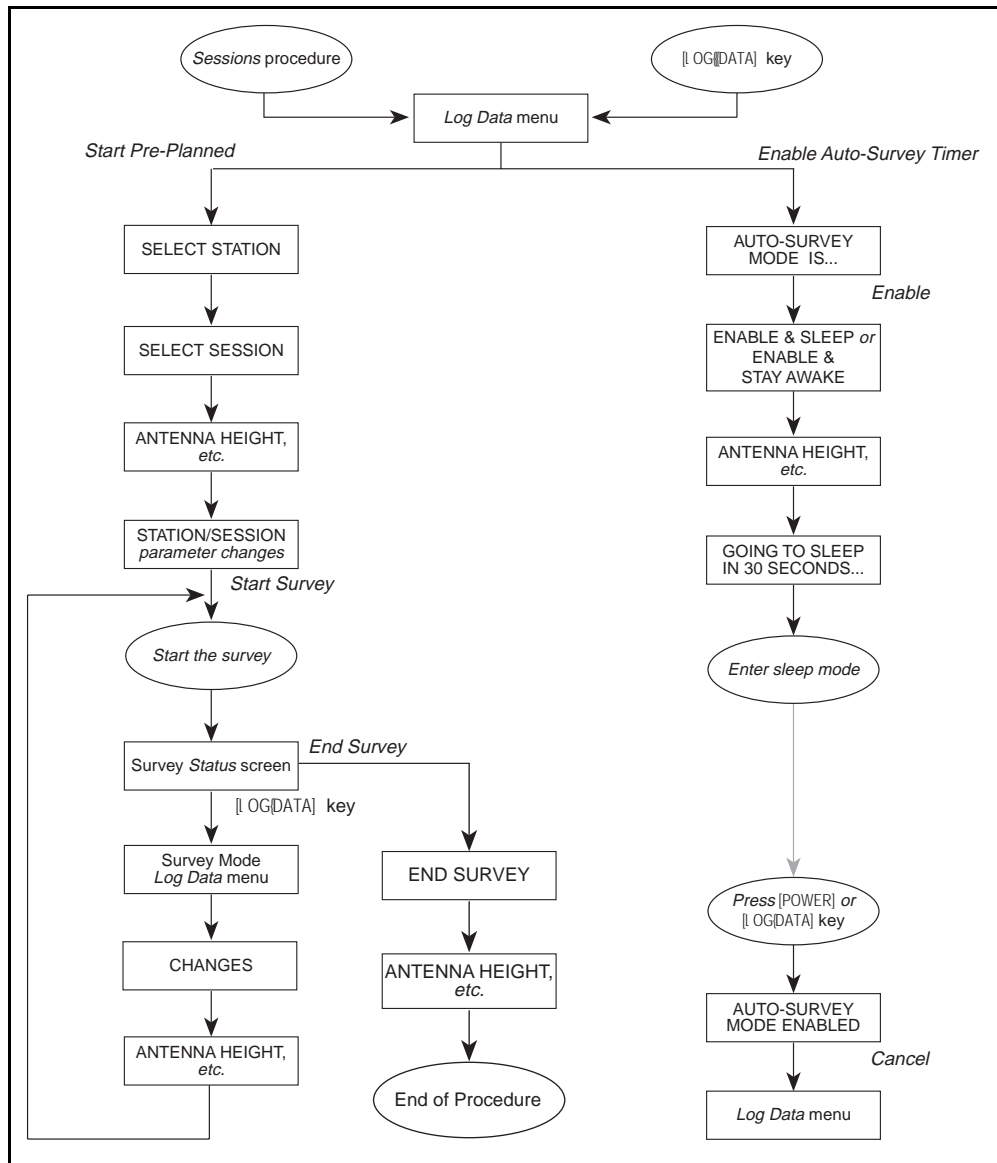 Sessions procedure
[LOG DATA] key
Log Data menu
Start Pre-Planned
Enable Auto-Survey Timer
SELECT STATION
SELECT SESSION
ANTENNA HEIGHT,
etc.
STATION/SESSION
parameter changes
Start Survey
Start the survey
Survey Status screen
End Survey
[LOG DATA] key
Survey Mode
Log Data menu
CHANGES
ANTENNA HEIGHT,
etc.
END SURVEY
ANTENNA HEIGHT,
etc.
End of Procedure
AUTO-SURVEY
MODE IS...
Enable
ENABLE & SLEEP or
ENABLE &
STAY AWAKE
ANTENNA HEIGHT,
etc.
GOING TO SLEEP
IN 30 SECONDS...
Enter sleep mode
Press [POWER] or
[LOG DATA] key
AUTO-SURVEY
MODE ENABLED
Cancel
Log Data menu